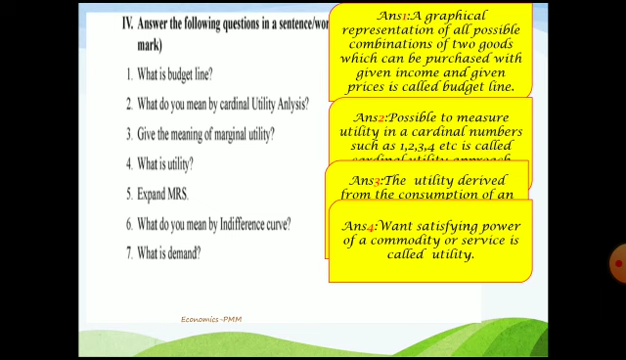 IV. Answer the following questions in a sentence/wor
mark)
1. What is budget line?
2. What do you mean by cardinal Utility Anlysis?
3. Give the meaning of marginal utility?
4. What is utility?
5. Expand MRS.
6. What do you mean by Indifference curve?
7. What is demand?
Ans1:A graphical
representation of all possible
combinations of two goods
which can be purchased with
given income and given
prices is called budget line.
Ans2:Possible to measure
utility in a cardinal numbers
such as 1,2,3,4 etc is called
cardinal utility approach
Ans3:The utility derived
from the consumption of an
Ans4:Want satisfying power
of a commodity or service is
called utility.
Economics-PMM